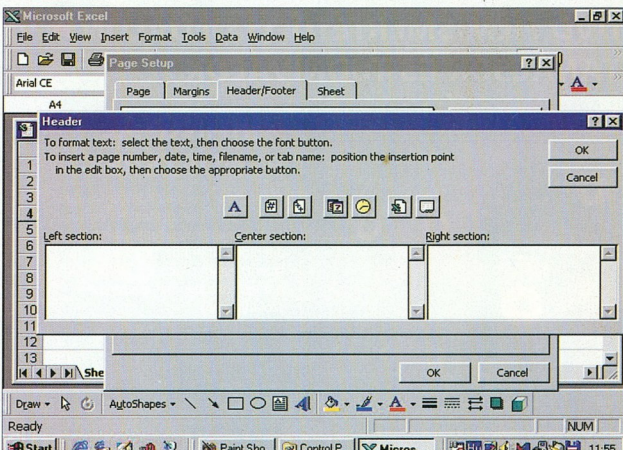 Microsoft Excel
File Edit View Insert Format Tools Data Window Help
Arial CE
A4
Page Setup
Page Margins Header/Footer Sheet
Header
To format text: select the text, then choose the font button.
To insert a page number, date, time, filename, or tab name: position the insertion point
in the edit box, then choose the appropriate button.
OK
Cancel
Left section: Center section: Right section:
1
2
3
4
5
6
7
8
9
10
11
12
13
She
OK Cancel
Draw AutoShapes
Ready NUM
Start Paint Sho Control P Micros 11:55